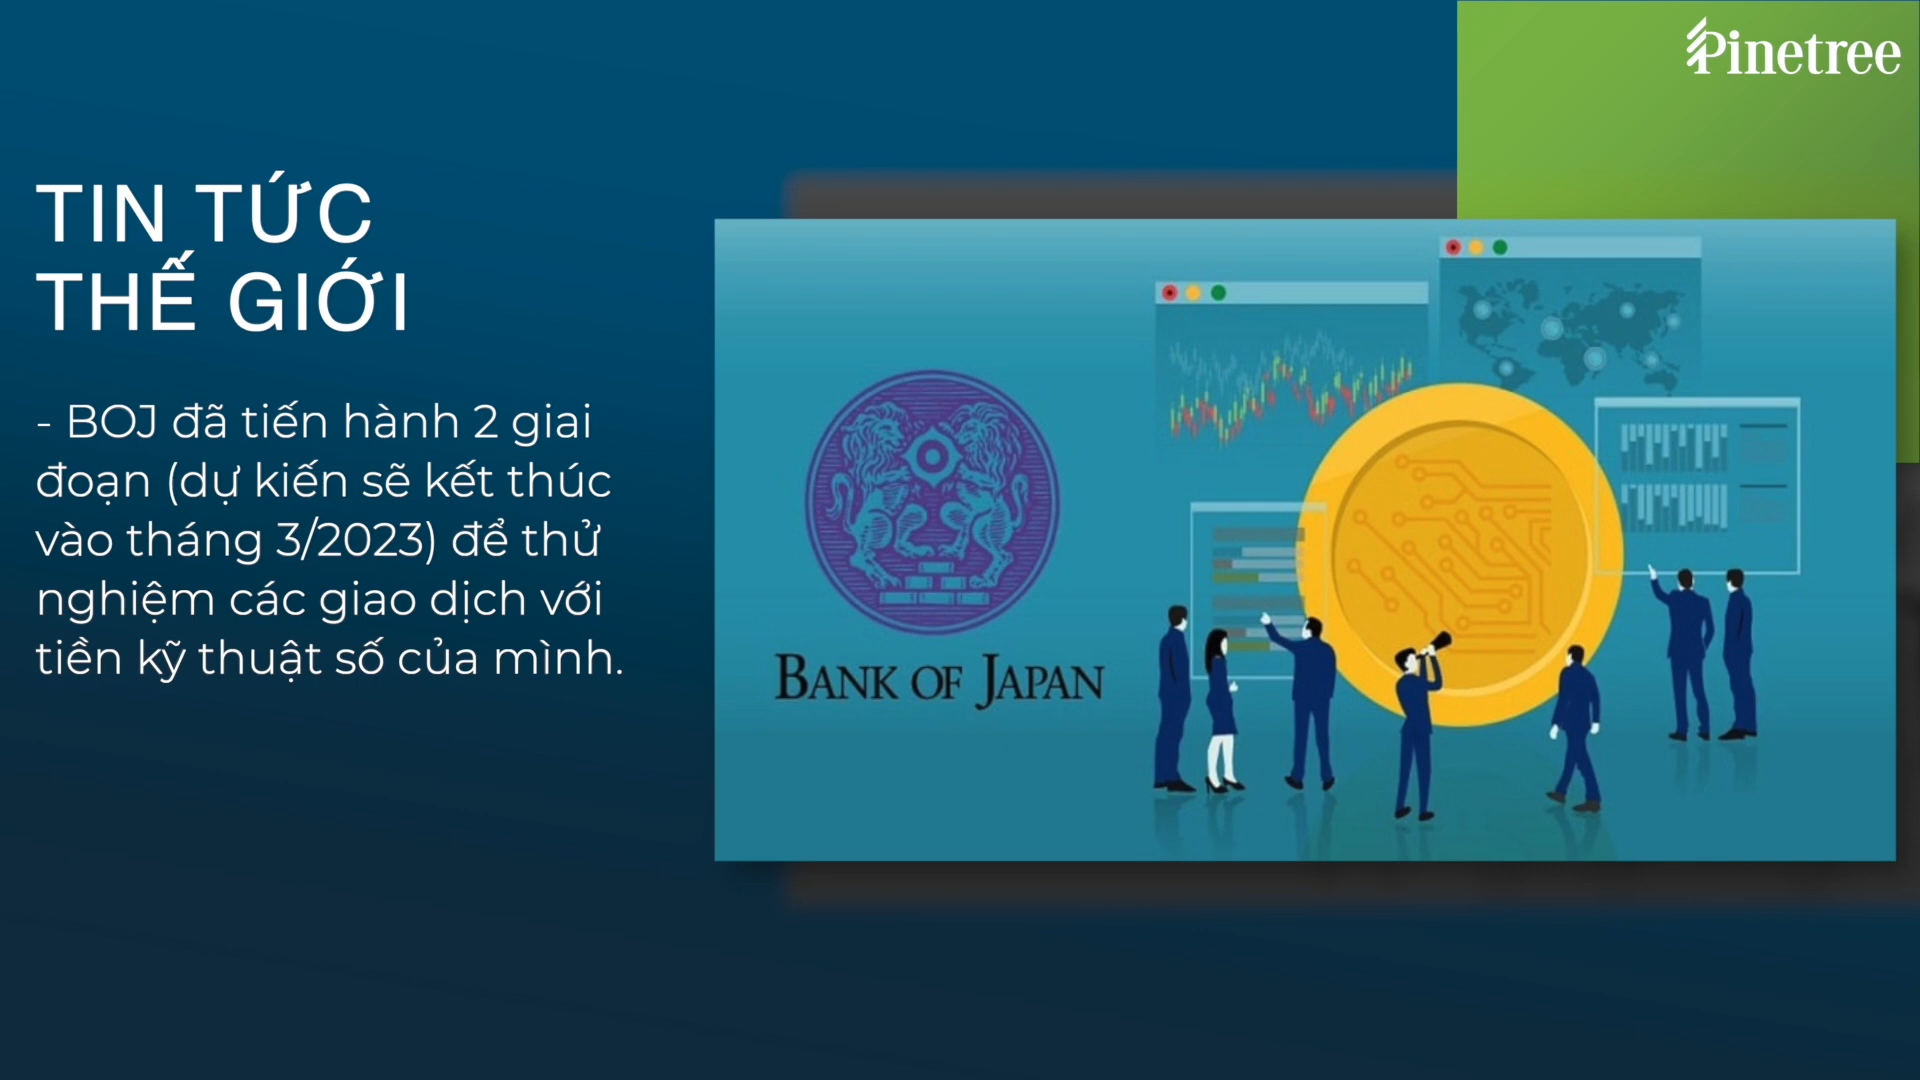 Pinetree
TIN TỨC
THẾ GIỚI
- BOJ đã tiến hành 2 giai
đoạn (dự kiến sẽ kết thúc
vào tháng 3/2023) để thử
nghiệm các giao dịch với
tiền kỹ thuật số của mình.
BANK OF JAPAN